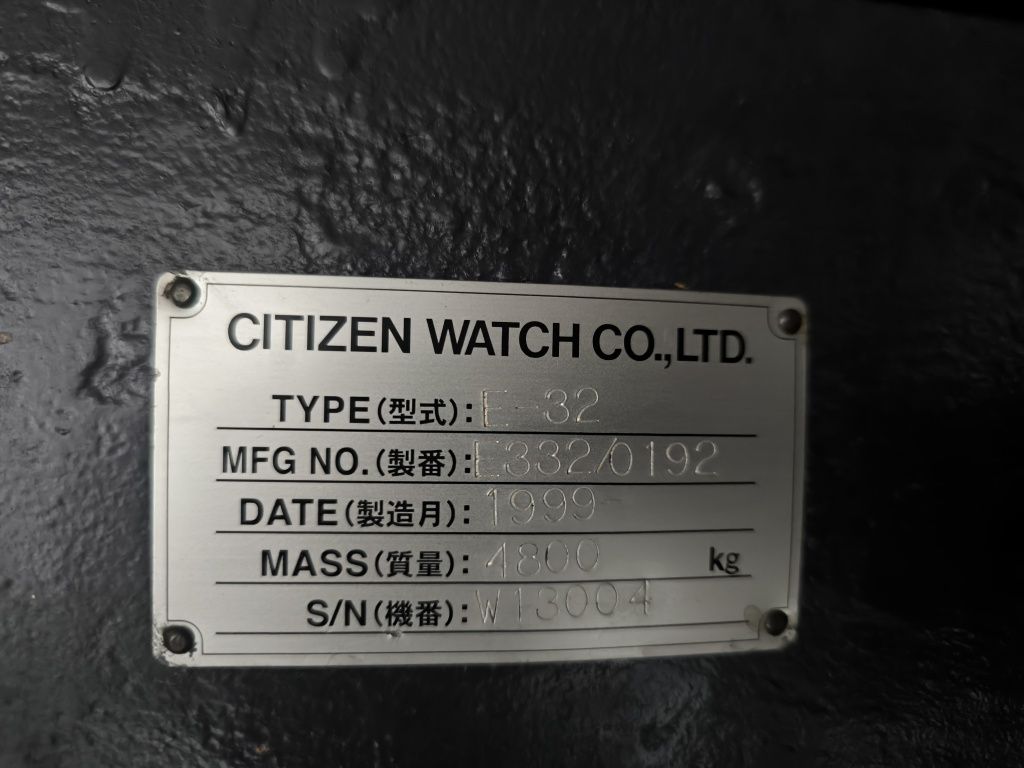 CITIZEN WATCH CO.,LTD.
TYPE(型式): E-32
MFG NO.(製番): E332/0192
DATE(製造月): 1999-
MASS(質量): 4800 kg
S/N(機番): W13004